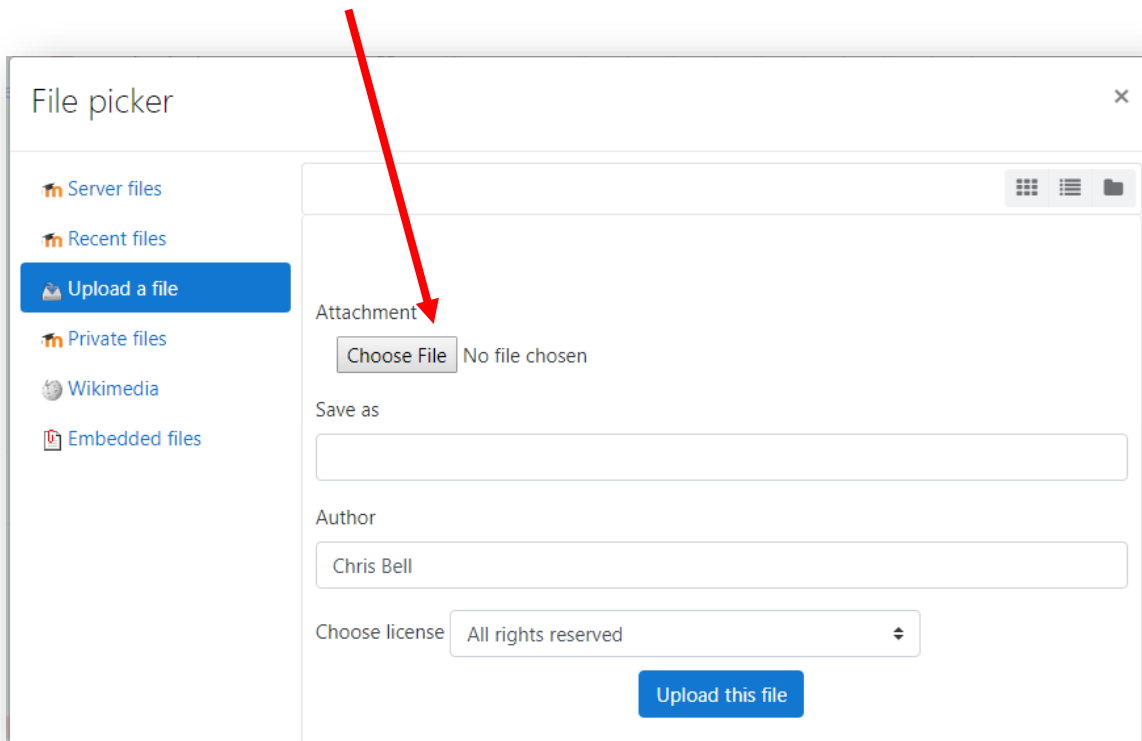 File picker
×
Server files
Recent files
Upload a file
Private files
Wikimedia
Embedded files
Attachment
Choose File No file chosen
Save as
Author
Chris Bell
Choose license All rights reserved
Upload this file